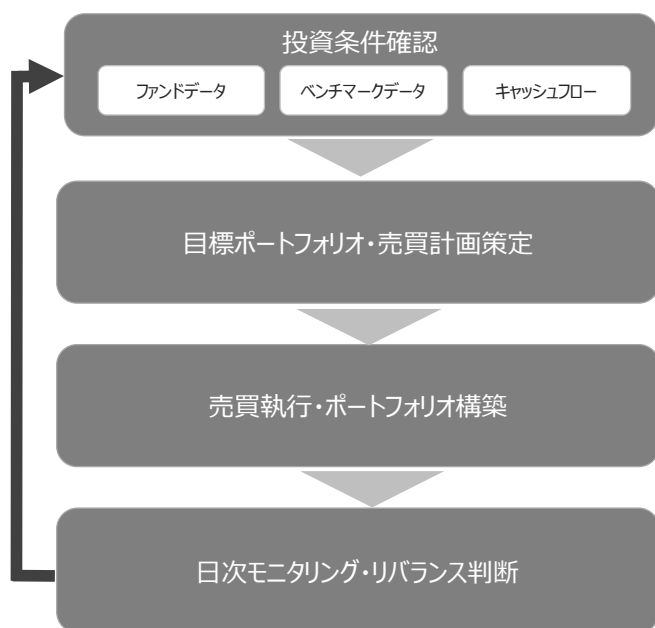 投資条件確認
ファンドデータ
ベンチマークデータ
キャッシュフロー
目標ポートフォリオ・売買計画策定
売買執行・ポートフォリオ構築
日次モニタリング・リバランス判断